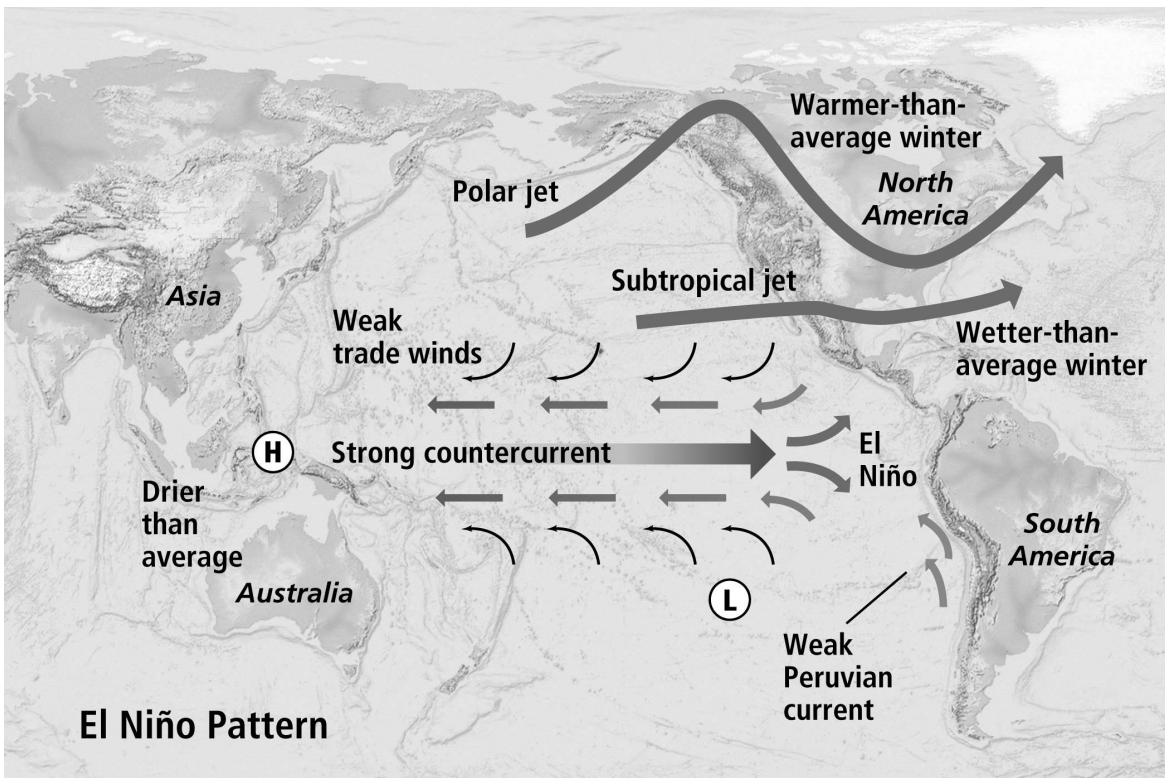 Warmer-than-
average winter
North
America
Polar jet
Asia
Subtropical jet
Weak
trade winds
Wetter-than-
average winter
H
Strong countercurrent
El
Niño
Drier
than
average
Australia
South
America
L
Weak
Peruvian
current
El Niño Pattern